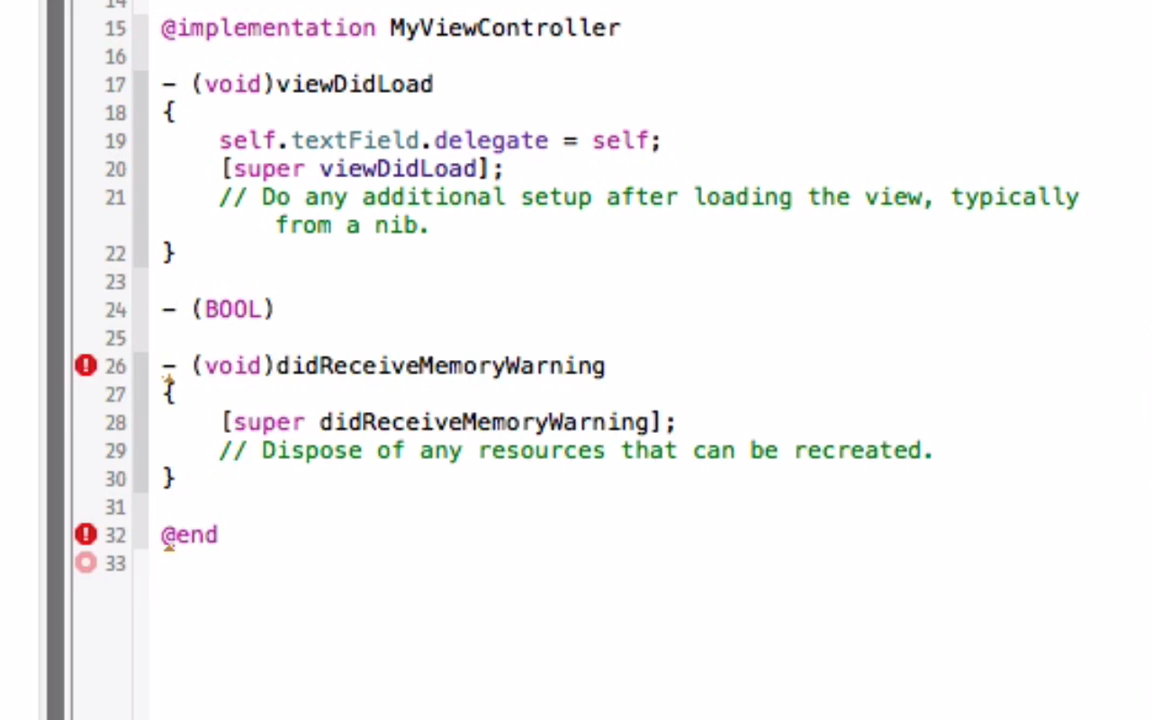 14
15 @implementation MyViewController
16
17 - (void)viewDidLoad
18 {
19     self.textField.delegate = self;
20     [super viewDidLoad];
21     // Do any additional setup after loading the view, typically
        from a nib.
22 }
23
24 - (BOOL)
25
26 - (void)didReceiveMemoryWarning
27 {
28     [super didReceiveMemoryWarning];
29     // Dispose of any resources that can be recreated.
30 }
31
32 @end
33